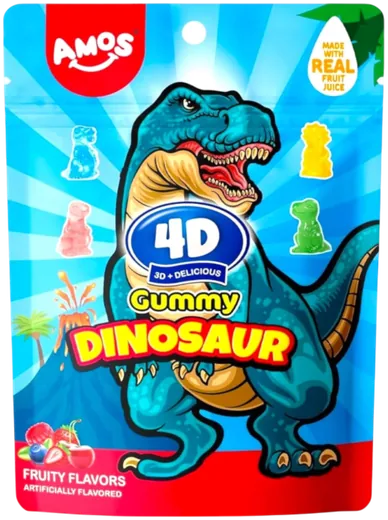 AMOS
MADE
WITH
REAL
FRUIT
JUICE
4D
3D + DELICIOUS
Gummy
DINOSAUR
FRUITY FLAVORS
ARTIFICIALLY FLAVORED